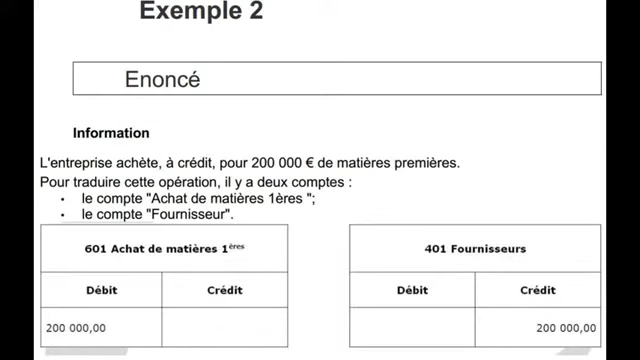 Exemple 2
Enoncé
Information
L'entreprise achète, à crédit, pour 200 000 € de matières premières.
Pour traduire cette opération, il y a deux comptes :
• le compte "Achat de matières 1ères ";
• le compte "Fournisseur".
601 Achat de matières 1ères
Débit Crédit
200 000,00
401 Fournisseurs
Débit Crédit
200 000,00